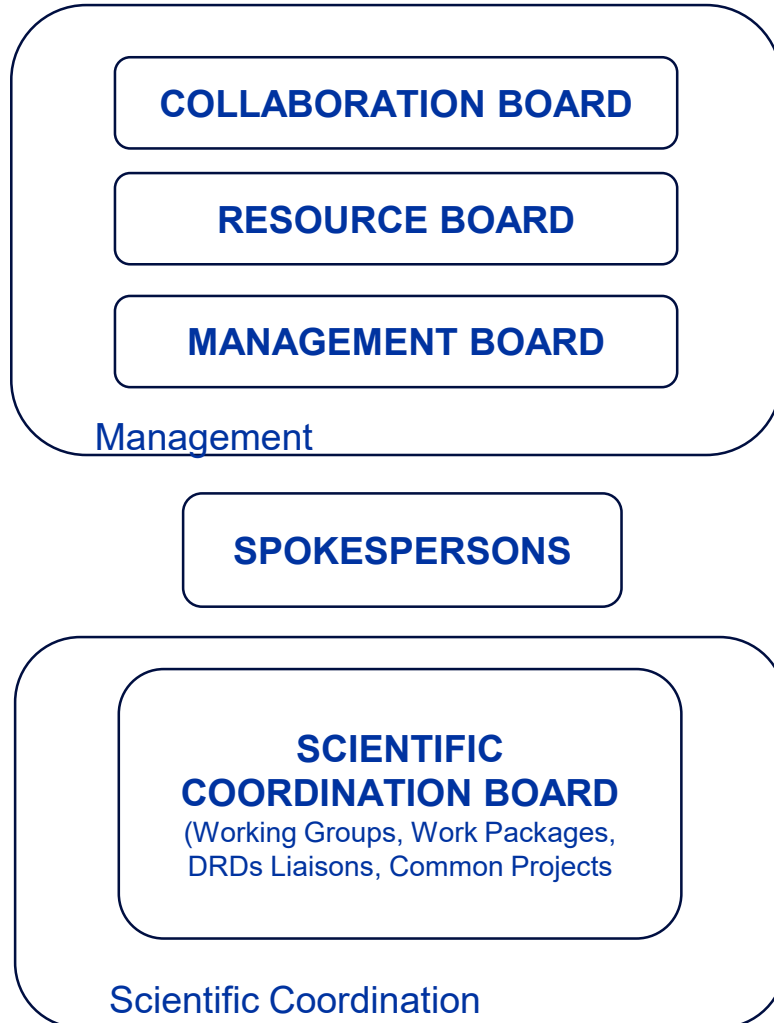 COLLABORATION BOARD
RESOURCE BOARD
MANAGEMENT BOARD
Management
SPOKESPERSONS
SCIENTIFIC
COORDINATION BOARD
(Working Groups, Work Packages,
DRDs Liaisons, Common Projects
Scientific Coordination